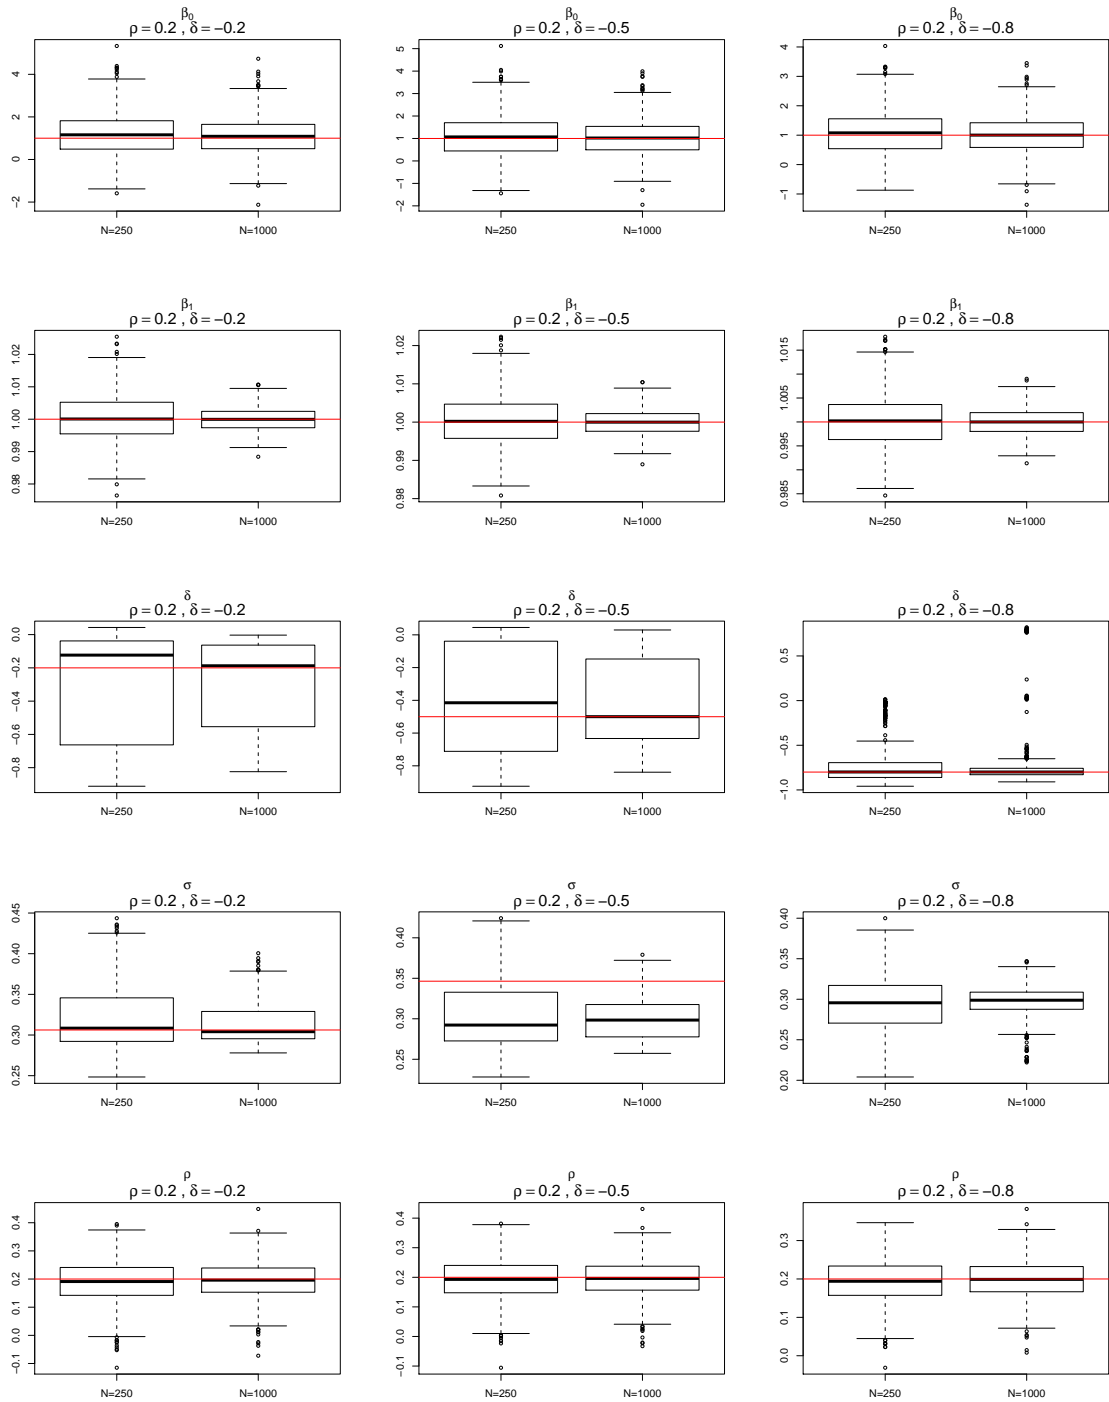 β₀ β₀ β₀
ρ = 0.2 , δ = −0.2 ρ = 0.2 , δ = −0.5 ρ = 0.2 , δ = −0.8
−2 0 2 4 −2 −1 0 1 2 3 4 5 −1 0 1 2 3 4
N=250 N=1000 N=250 N=1000 N=250 N=1000
β₁ β₁ β₁
ρ = 0.2 , δ = −0.2 ρ = 0.2 , δ = −0.5 ρ = 0.2 , δ = −0.8
0.98 0.99 1.00 1.01 1.02 0.98 0.99 1.00 1.01 1.02 0.985 0.995 1.005 1.015
N=250 N=1000 N=250 N=1000 N=250 N=1000
δ δ δ
ρ = 0.2 , δ = −0.2 ρ = 0.2 , δ = −0.5 ρ = 0.2 , δ = −0.8
−0.8 −0.6 −0.4 −0.2 0.0 −0.8 −0.6 −0.4 −0.2 0.0 −1.0 −0.5 0.0 0.5
N=250 N=1000 N=250 N=1000 N=250 N=1000
σ σ σ
ρ = 0.2 , δ = −0.2 ρ = 0.2 , δ = −0.5 ρ = 0.2 , δ = −0.8
0.25 0.30 0.35 0.40 0.45 0.25 0.30 0.35 0.40 0.20 0.25 0.30 0.35 0.40
N=250 N=1000 N=250 N=1000 N=250 N=1000
ρ ρ ρ
ρ = 0.2 , δ = −0.2 ρ = 0.2 , δ = −0.5 ρ = 0.2 , δ = −0.8
−0.1 0.0 0.1 0.2 0.3 0.4 −0.1 0.0 0.1 0.2 0.3 0.4 0.0 0.1 0.2 0.3
N=250 N=1000 N=250 N=1000 N=250 N=1000